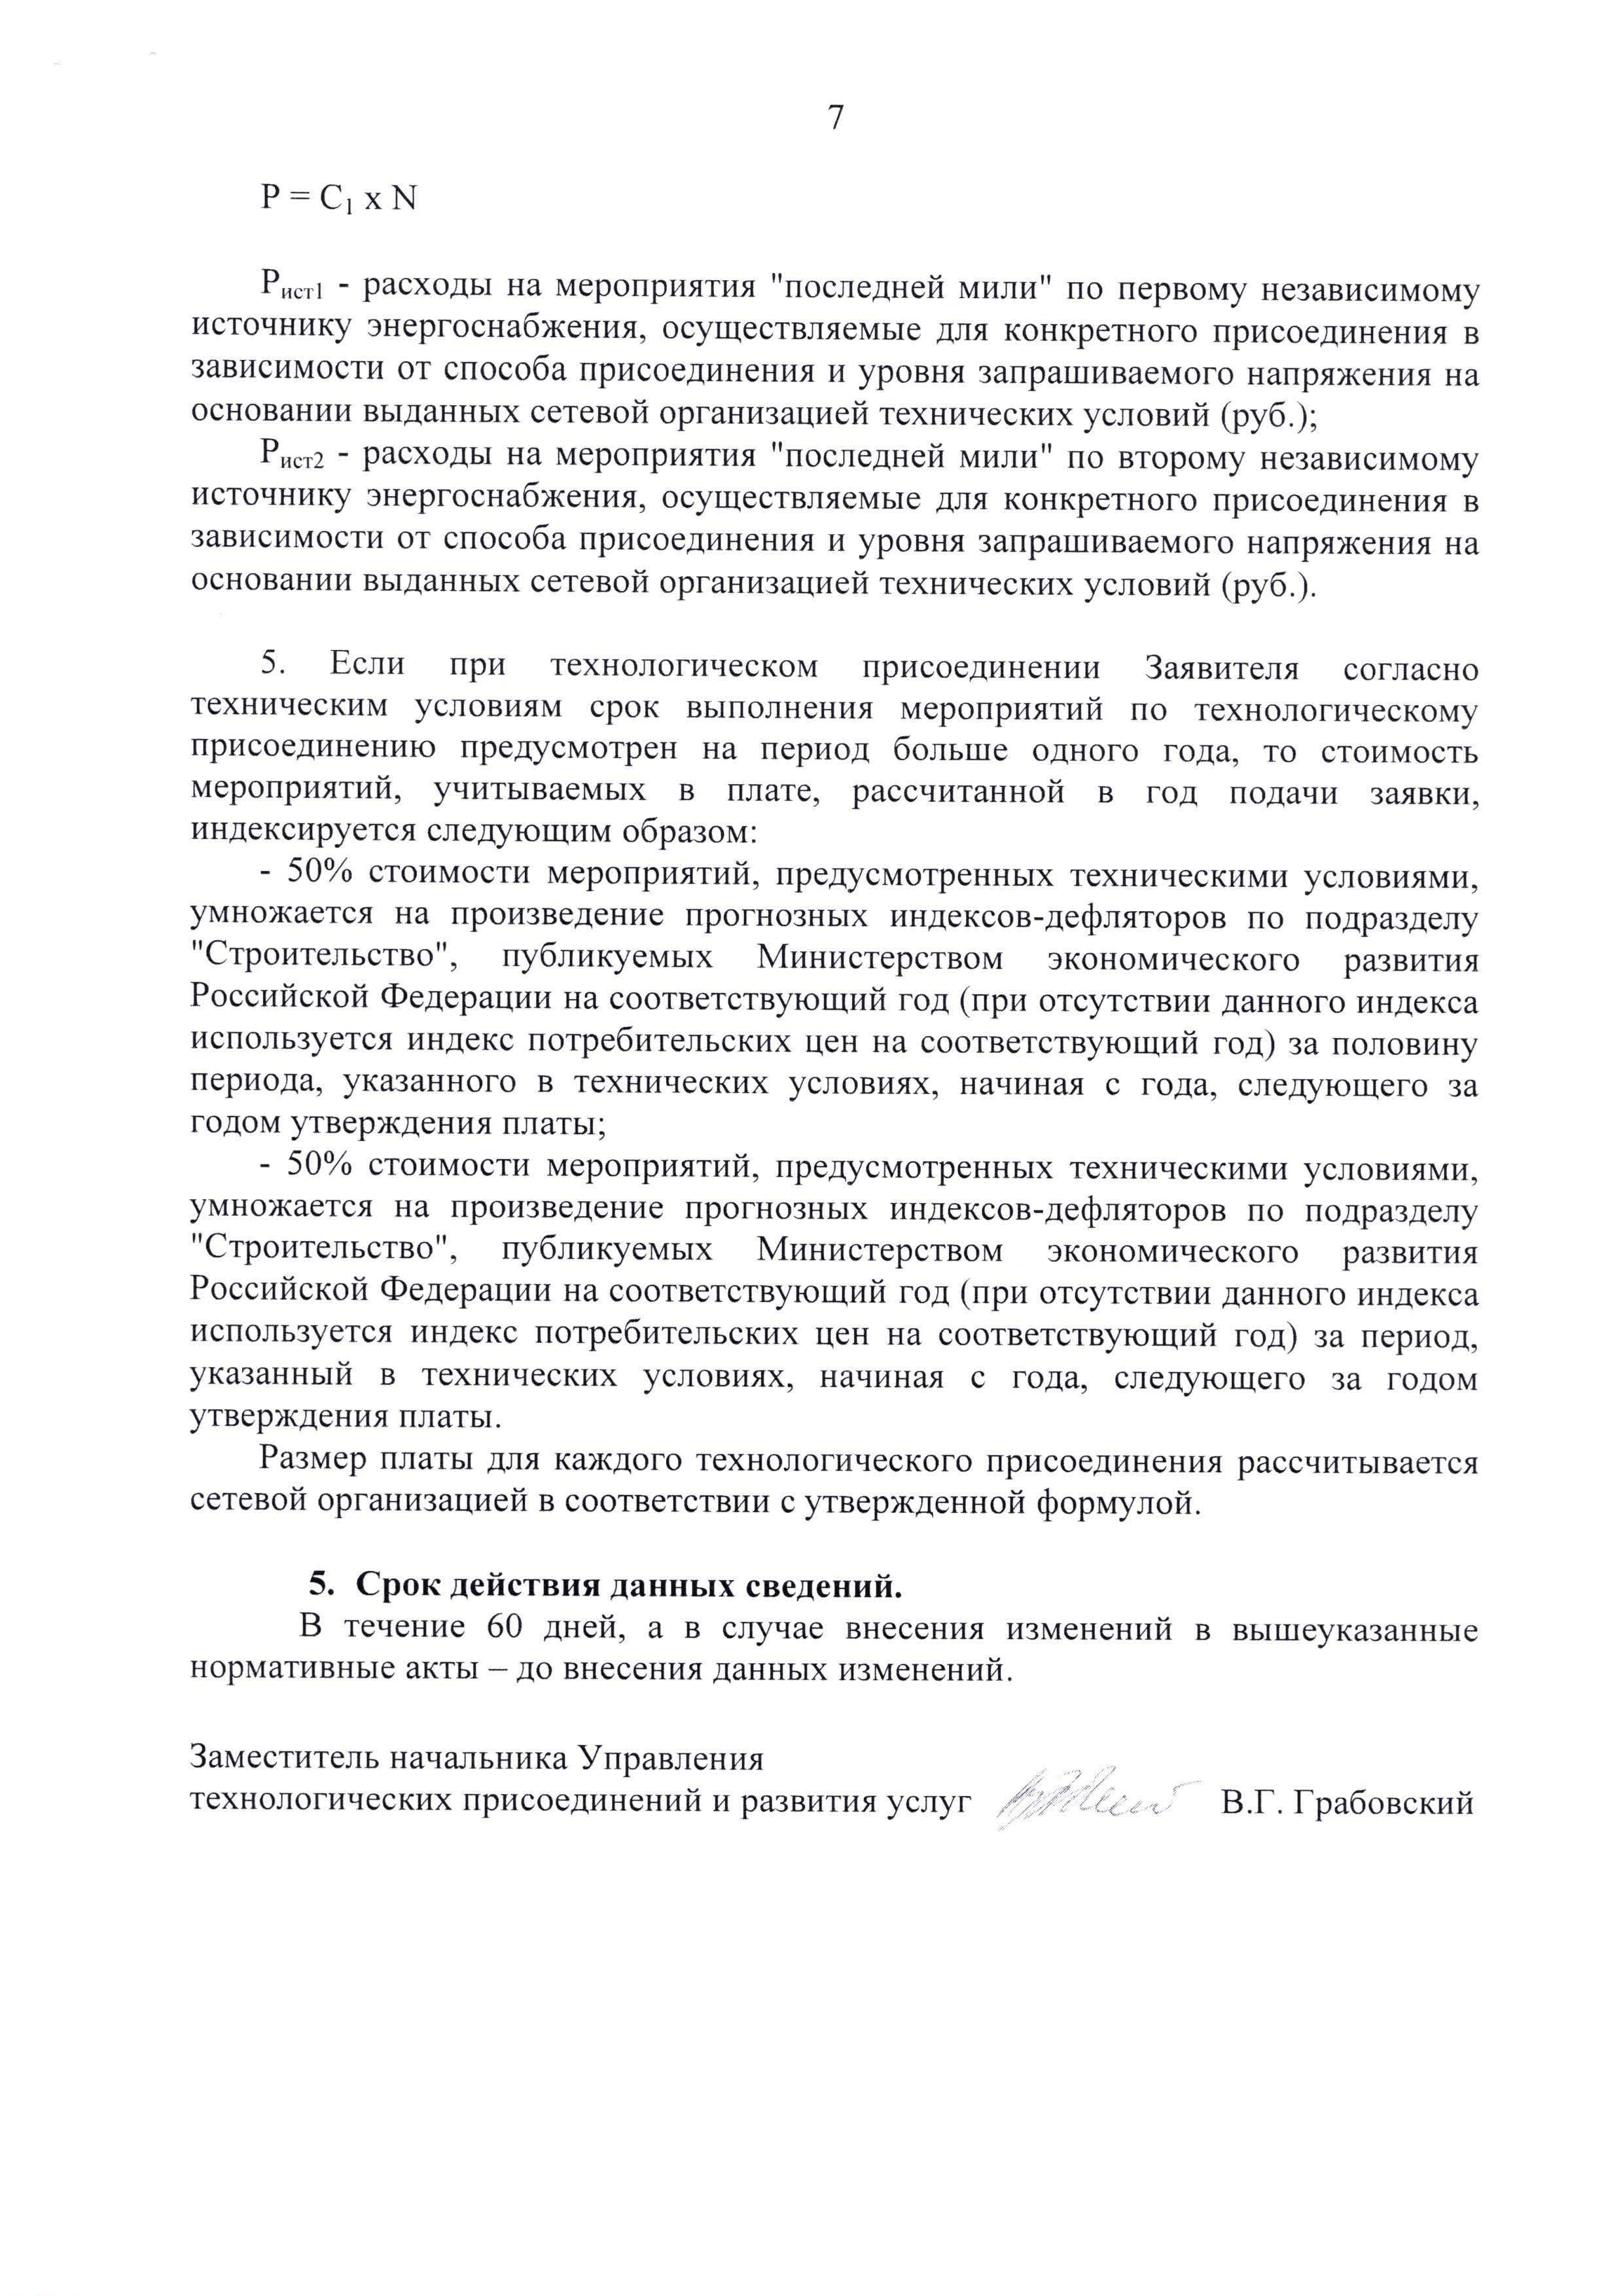 7
P = C₁ x N
Рист1 - расходы на мероприятия "последней мили" по первому независимому
источнику энергоснабжения, осуществляемые для конкретного присоединения в
зависимости от способа присоединения и уровня запрашиваемого напряжения на
основании выданных сетевой организацией технических условий (руб.);
Рист2 - расходы на мероприятия "последней мили" по второму независимому
источнику энергоснабжения, осуществляемые для конкретного присоединения в
зависимости от способа присоединения и уровня запрашиваемого напряжения на
основании выданных сетевой организацией технических условий (руб.).
5. Если при технологическом присоединении Заявителя согласно
техническим условиям срок выполнения мероприятий по технологическому
присоединению предусмотрен на период больше одного года, то стоимость
мероприятий, учитываемых в плате, рассчитанной в год подачи заявки,
индексируется следующим образом:
- 50% стоимости мероприятий, предусмотренных техническими условиями,
умножается на произведение прогнозных индексов-дефляторов по подразделу
"Строительство", публикуемых Министерством экономического развития
Российской Федерации на соответствующий год (при отсутствии данного индекса
используется индекс потребительских цен на соответствующий год) за половину
периода, указанного в технических условиях, начиная с года, следующего за
годом утверждения платы;
- 50% стоимости мероприятий, предусмотренных техническими условиями,
умножается на произведение прогнозных индексов-дефляторов по подразделу
"Строительство", публикуемых Министерством экономического развития
Российской Федерации на соответствующий год (при отсутствии данного индекса
используется индекс потребительских цен на соответствующий год) за период,
указанный в технических условиях, начиная с года, следующего за годом
утверждения платы.
Размер платы для каждого технологического присоединения рассчитывается
сетевой организацией в соответствии с утвержденной формулой.
5. Срок действия данных сведений.
В течение 60 дней, а в случае внесения изменений в вышеуказанные
нормативные акты – до внесения данных изменений.
Заместитель начальника Управления
технологических присоединений и развития услуг В.Г. Грабовский